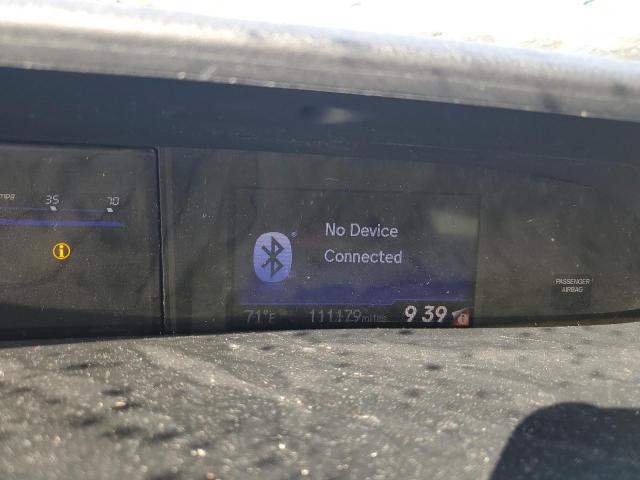 mpg 35 70
No Device
Connected
PASSENGER
AIRBAG
71°F 111179 miles 9 39